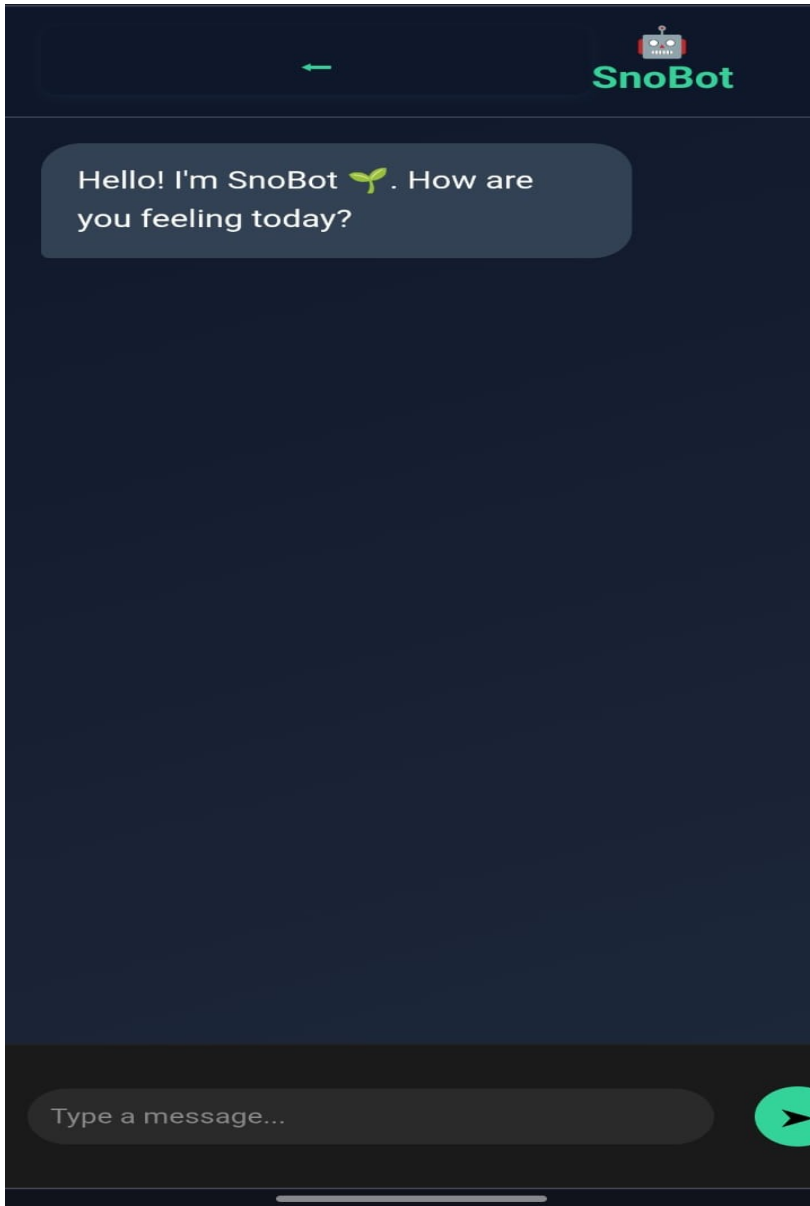 ←
🤖
SnoBot
Hello! I'm SnoBot 🌱. How are
you feeling today?
Type a message...